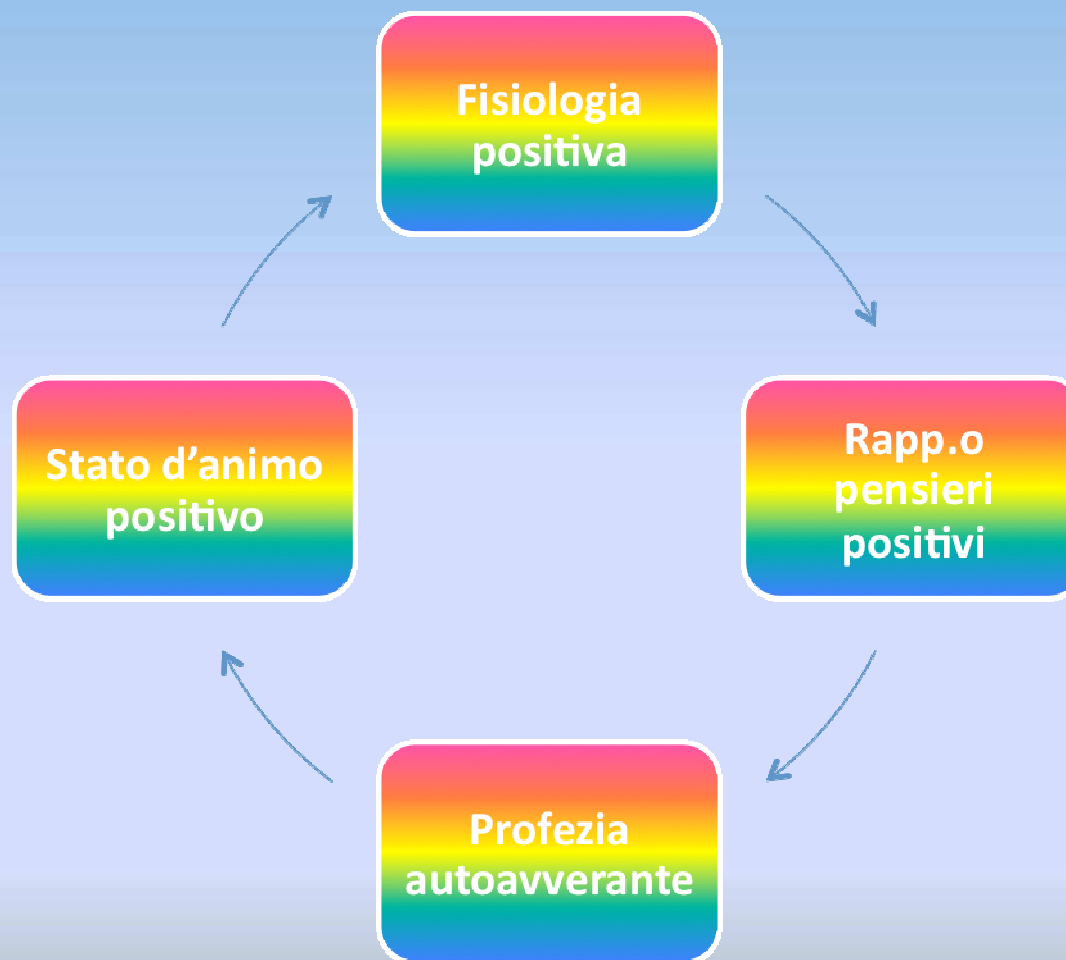 Fisiologia
positiva
Stato d’animo
positivo
Rapp.o
pensieri
positivi
Profezia
autoavverante